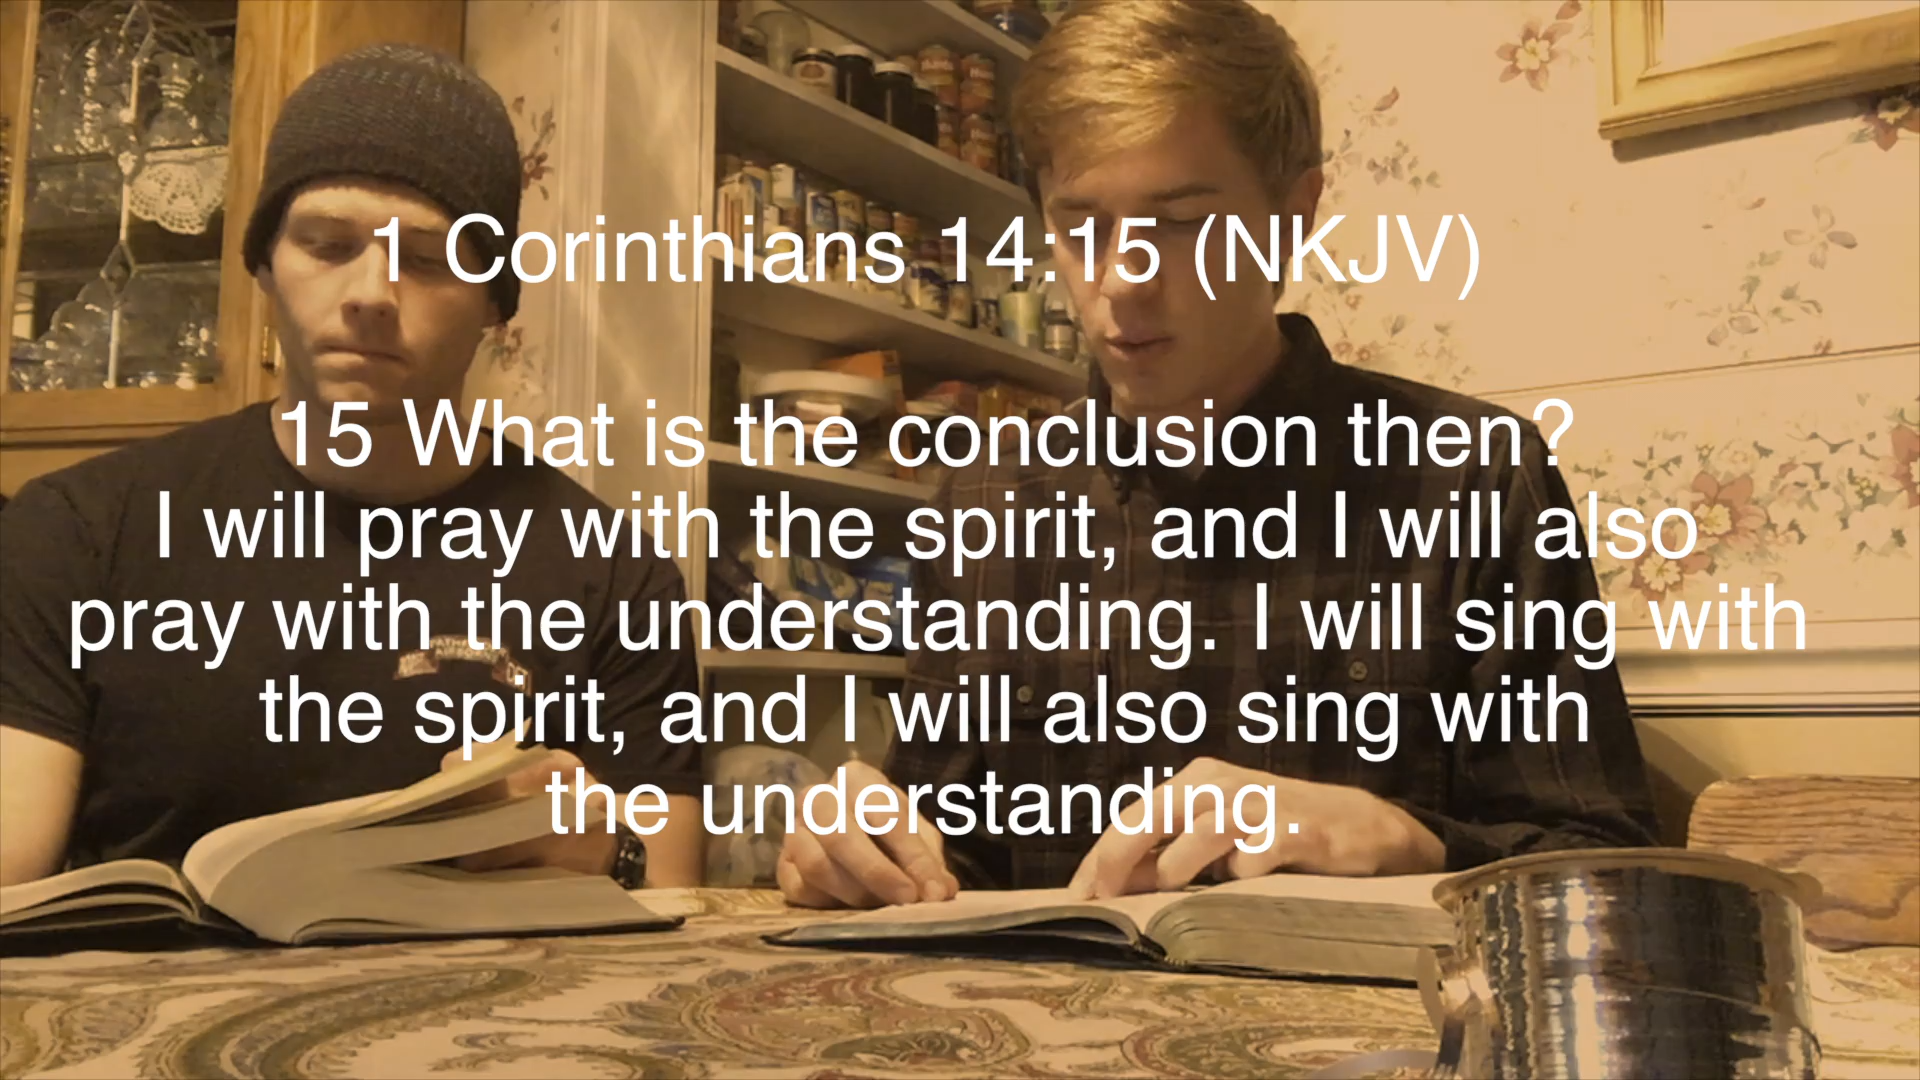 1 Corinthians 14:15 (NKJV)
15 What is the conclusion then?
I will pray with the spirit, and I will also
pray with the understanding. I will sing with
the spirit, and I will also sing with
the understanding.